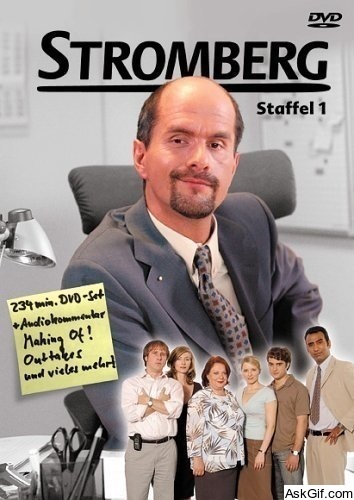 DVD
STROMBERG
Staffel 1
234 min. DVD-Set
+Audiokommentar
Making Of!
Outtakes
und vieles mehr!
AskGif.com